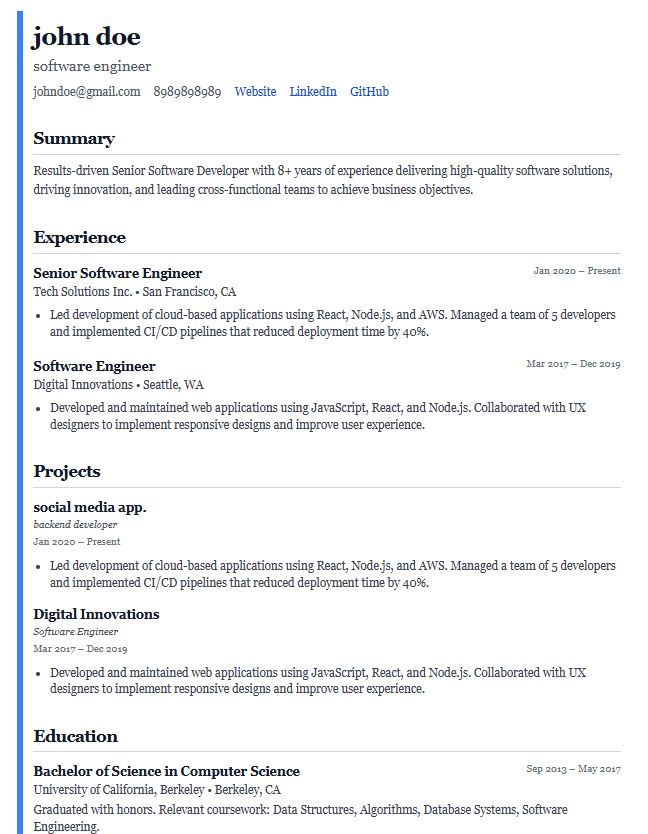 john doe
software engineer
johndoe@gmail.com 8989898989 Website LinkedIn GitHub
Summary
Results-driven Senior Software Developer with 8+ years of experience delivering high-quality software solutions,
driving innovation, and leading cross-functional teams to achieve business objectives.
Experience
Senior Software Engineer Jan 2020 – Present
Tech Solutions Inc. • San Francisco, CA
• Led development of cloud-based applications using React, Node.js, and AWS. Managed a team of 5 developers
and implemented CI/CD pipelines that reduced deployment time by 40%.
Software Engineer Mar 2017 – Dec 2019
Digital Innovations • Seattle, WA
• Developed and maintained web applications using JavaScript, React, and Node.js. Collaborated with UX
designers to implement responsive designs and improve user experience.
Projects
social media app.
backend developer
Jan 2020 – Present
• Led development of cloud-based applications using React, Node.js, and AWS. Managed a team of 5 developers
and implemented CI/CD pipelines that reduced deployment time by 40%.
Digital Innovations
Software Engineer
Mar 2017 – Dec 2019
• Developed and maintained web applications using JavaScript, React, and Node.js. Collaborated with UX
designers to implement responsive designs and improve user experience.
Education
Bachelor of Science in Computer Science Sep 2013 – May 2017
University of California, Berkeley • Berkeley, CA
Graduated with honors. Relevant coursework: Data Structures, Algorithms, Database Systems, Software
Engineering.